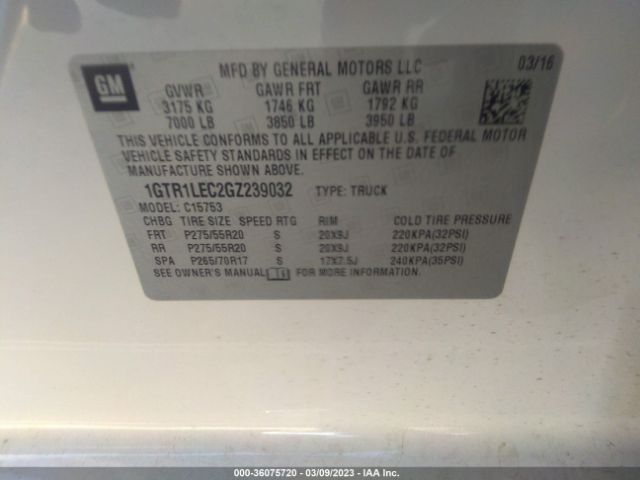 GM
MFD BY GENERAL MOTORS LLC
03/16
GVWR GAWR FRT GAWR RR
3175 KG 1746 KG 1792 KG
7000 LB 3850 LB 3950 LB
THIS VEHICLE CONFORMS TO ALL APPLICABLE U.S. FEDERAL MOTOR
VEHICLE SAFETY STANDARDS IN EFFECT ON THE DATE OF
MANUFACTURE SHOWN ABOVE.
1GTR1LEC2GZ239032 TYPE: TRUCK
MODEL: C15753
CHBG TIRE SIZE SPEED RTG RIM COLD TIRE PRESSURE
FRT P275/55R20 S 20X9J 220KPA(32PSI)
RR P275/55R20 S 20X9J 220KPA(32PSI)
SPA P265/70R17 S 17X7.5J 240KPA(35PSI)
SEE OWNER'S MANUAL FOR MORE INFORMATION.
000-36075720 — 03/09/2023 — IAA Inc.